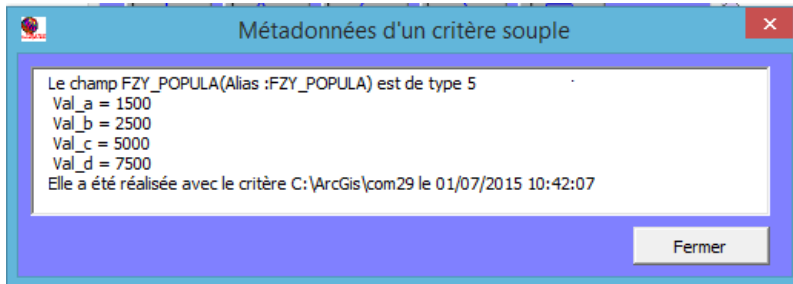 Métadonnées d'un critère souple
Le champ FZY_POPULA(Alias :FZY_POPULA) est de type 5
Val_a = 1500
Val_b = 2500
Val_c = 5000
Val_d = 7500
Elle a été réalisée avec le critère C:\ArcGis\com29 le 01/07/2015 10:42:07
Fermer